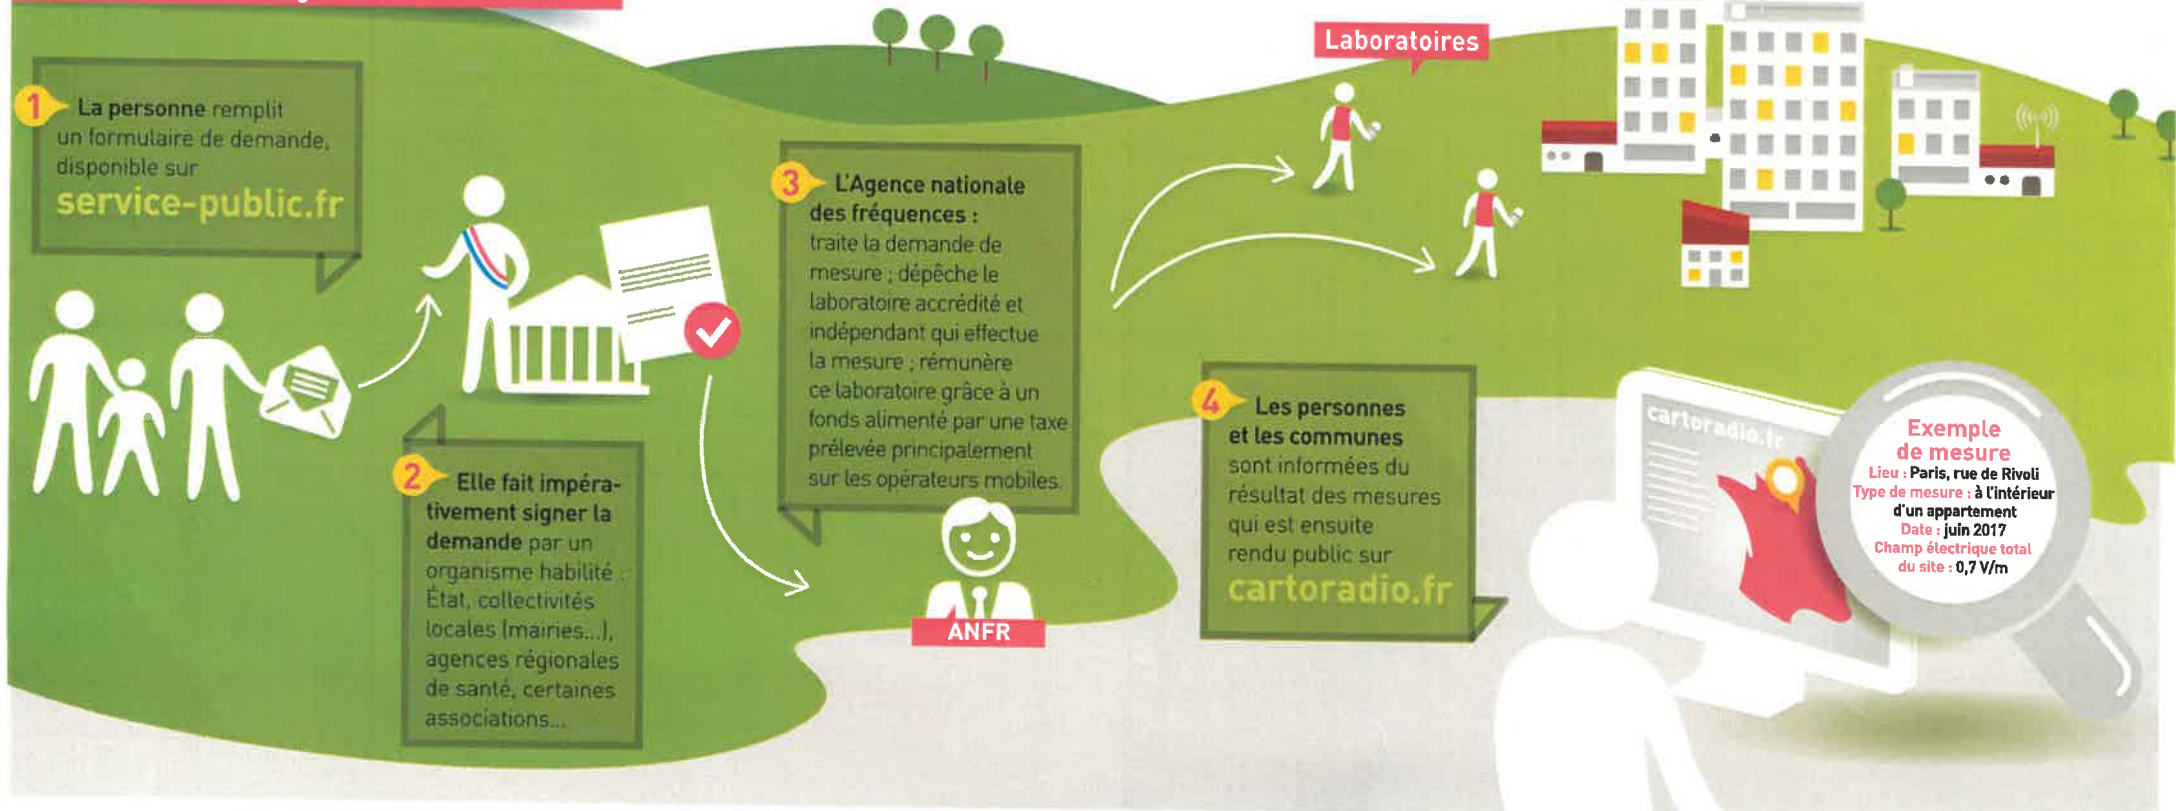 1 La personne remplit
un formulaire de demande,
disponible sur
service-public.fr
2 Elle fait impéra-
tivement signer la
demande par un
organisme habilité :
État, collectivités
locales (mairies...),
agences régionales
de santé, certaines
associations...
3 L'Agence nationale
des fréquences :
traite la demande de
mesure ; dépêche le
laboratoire accrédité et
indépendant qui effectue
la mesure ; rémunère
ce laboratoire grâce à un
fonds alimenté par une taxe
prélevée principalement
sur les opérateurs mobiles.
ANFR
Laboratoires
4 Les personnes
et les communes
sont informées du
résultat des mesures
qui est ensuite
rendu public sur
cartoradio.fr
cartoradio.fr
Exemple
de mesure
Lieu : Paris, rue de Rivoli
Type de mesure : à l'intérieur
d'un appartement
Date : juin 2017
Champ électrique total
du site : 0,7 V/m